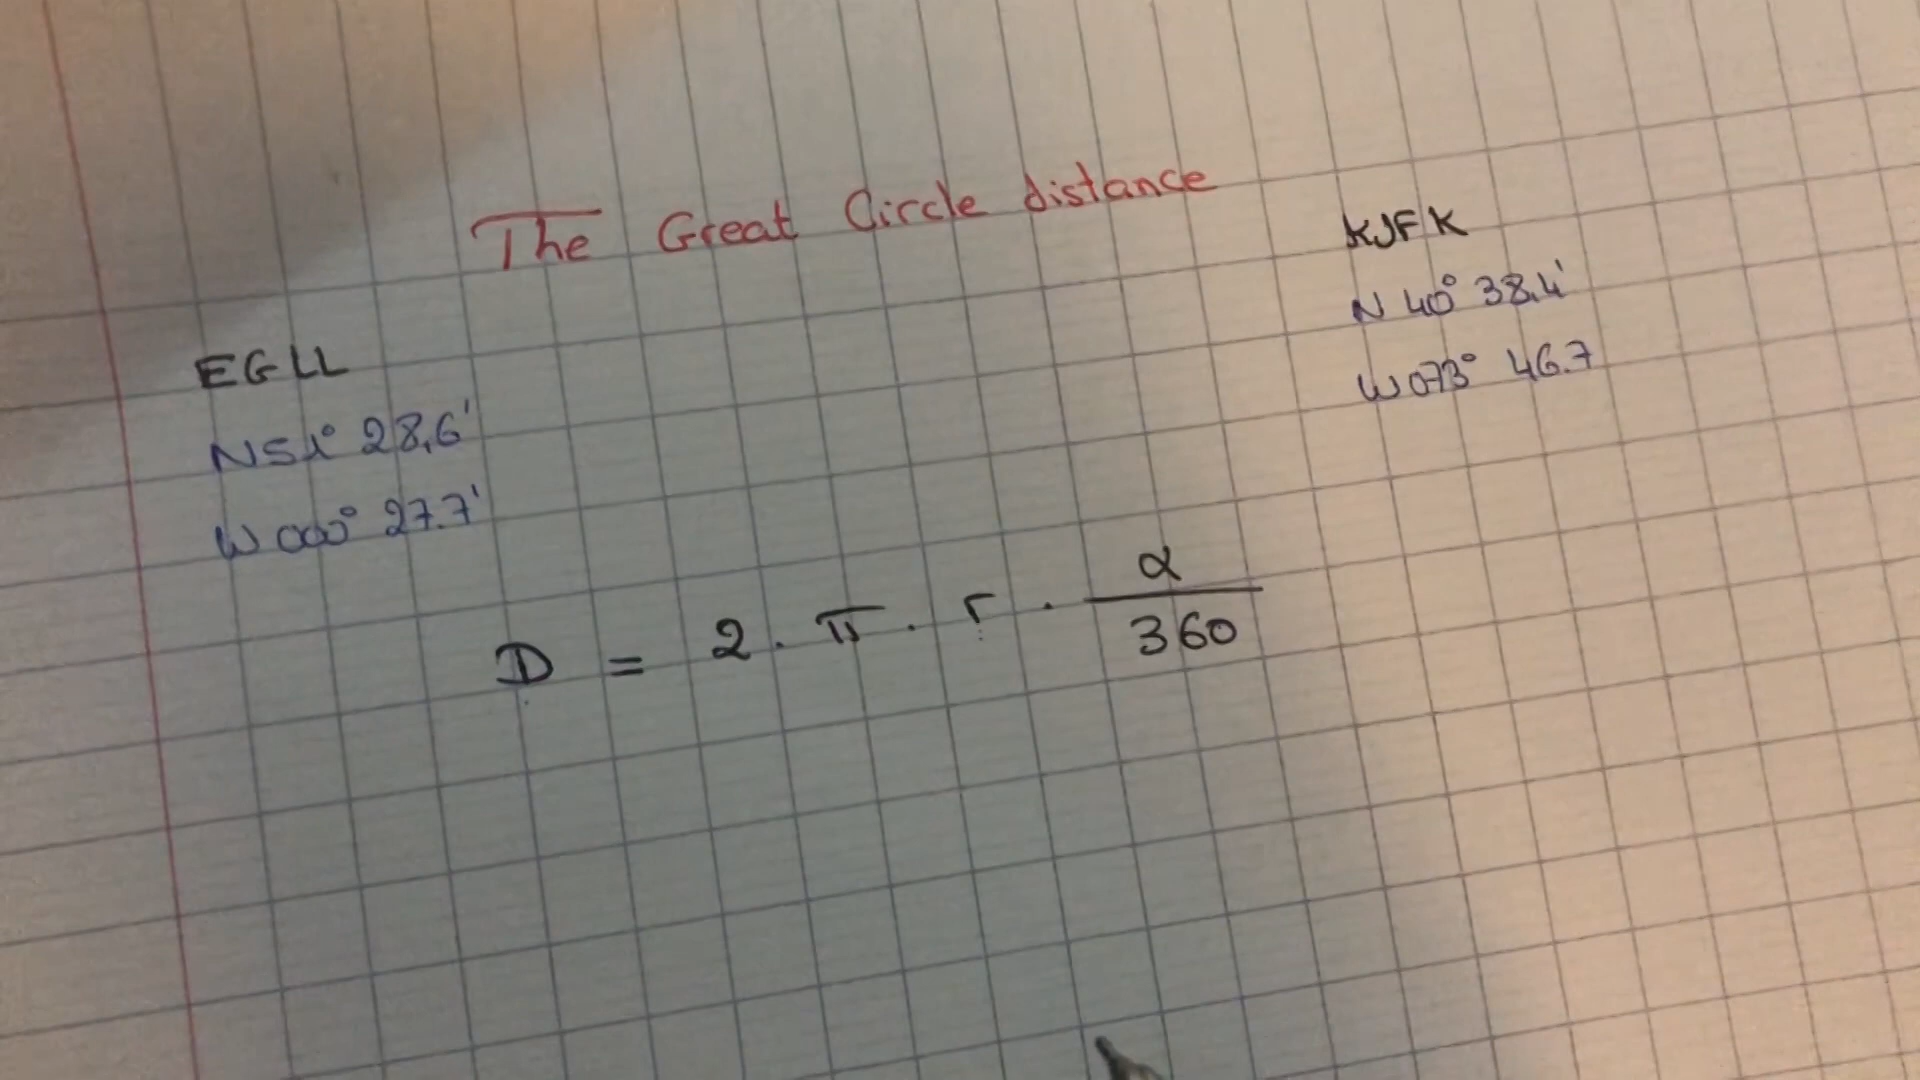 The Great Circle distance
EGLL
N51° 28,6'
W 000° 27.7'
KJFK
N 40° 38,4'
W 073° 46.7
D = 2 . π . r . α / 360